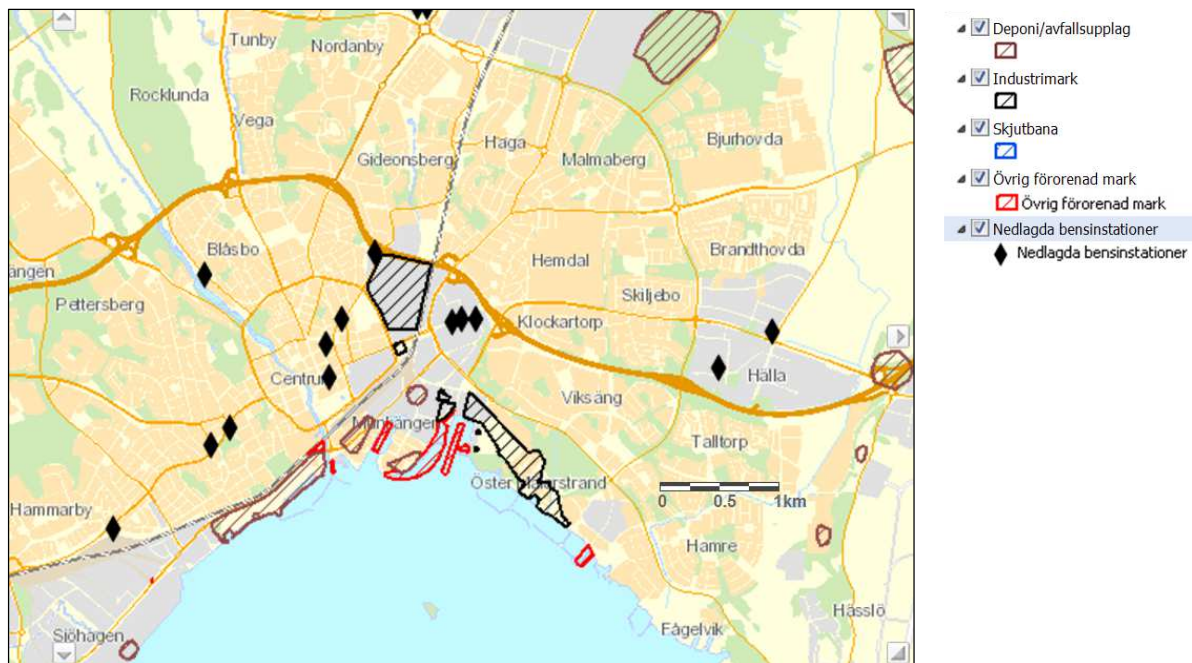 Tunby
Nordanby
Rocklunda
Vega
Haga
Bjurhovda
Gideonsberg
Malmaberg
Blåsbo
Brandthovda
Hemdal
ängen
Skiljebo
Pettersberg
Klockartorp
Centrum
Hälla
Viksäng
Talltorp
Öster Mälarstrand
0 0.5 1km
Hammarby
Hamre
Hässlö
Sjöhagen
Fågelvik
Deponi/avfallsupplag
Industrimark
Skjutbana
Övrig förorenad mark
Övrig förorenad mark
Nedlagda bensinstationer
Nedlagda bensinstationer